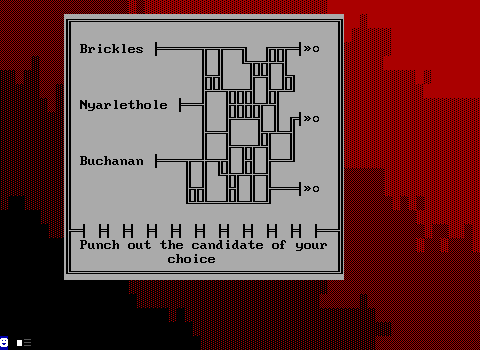 Brickles
Nyarlethole
Buchanan
Punch out the candidate of your
choice